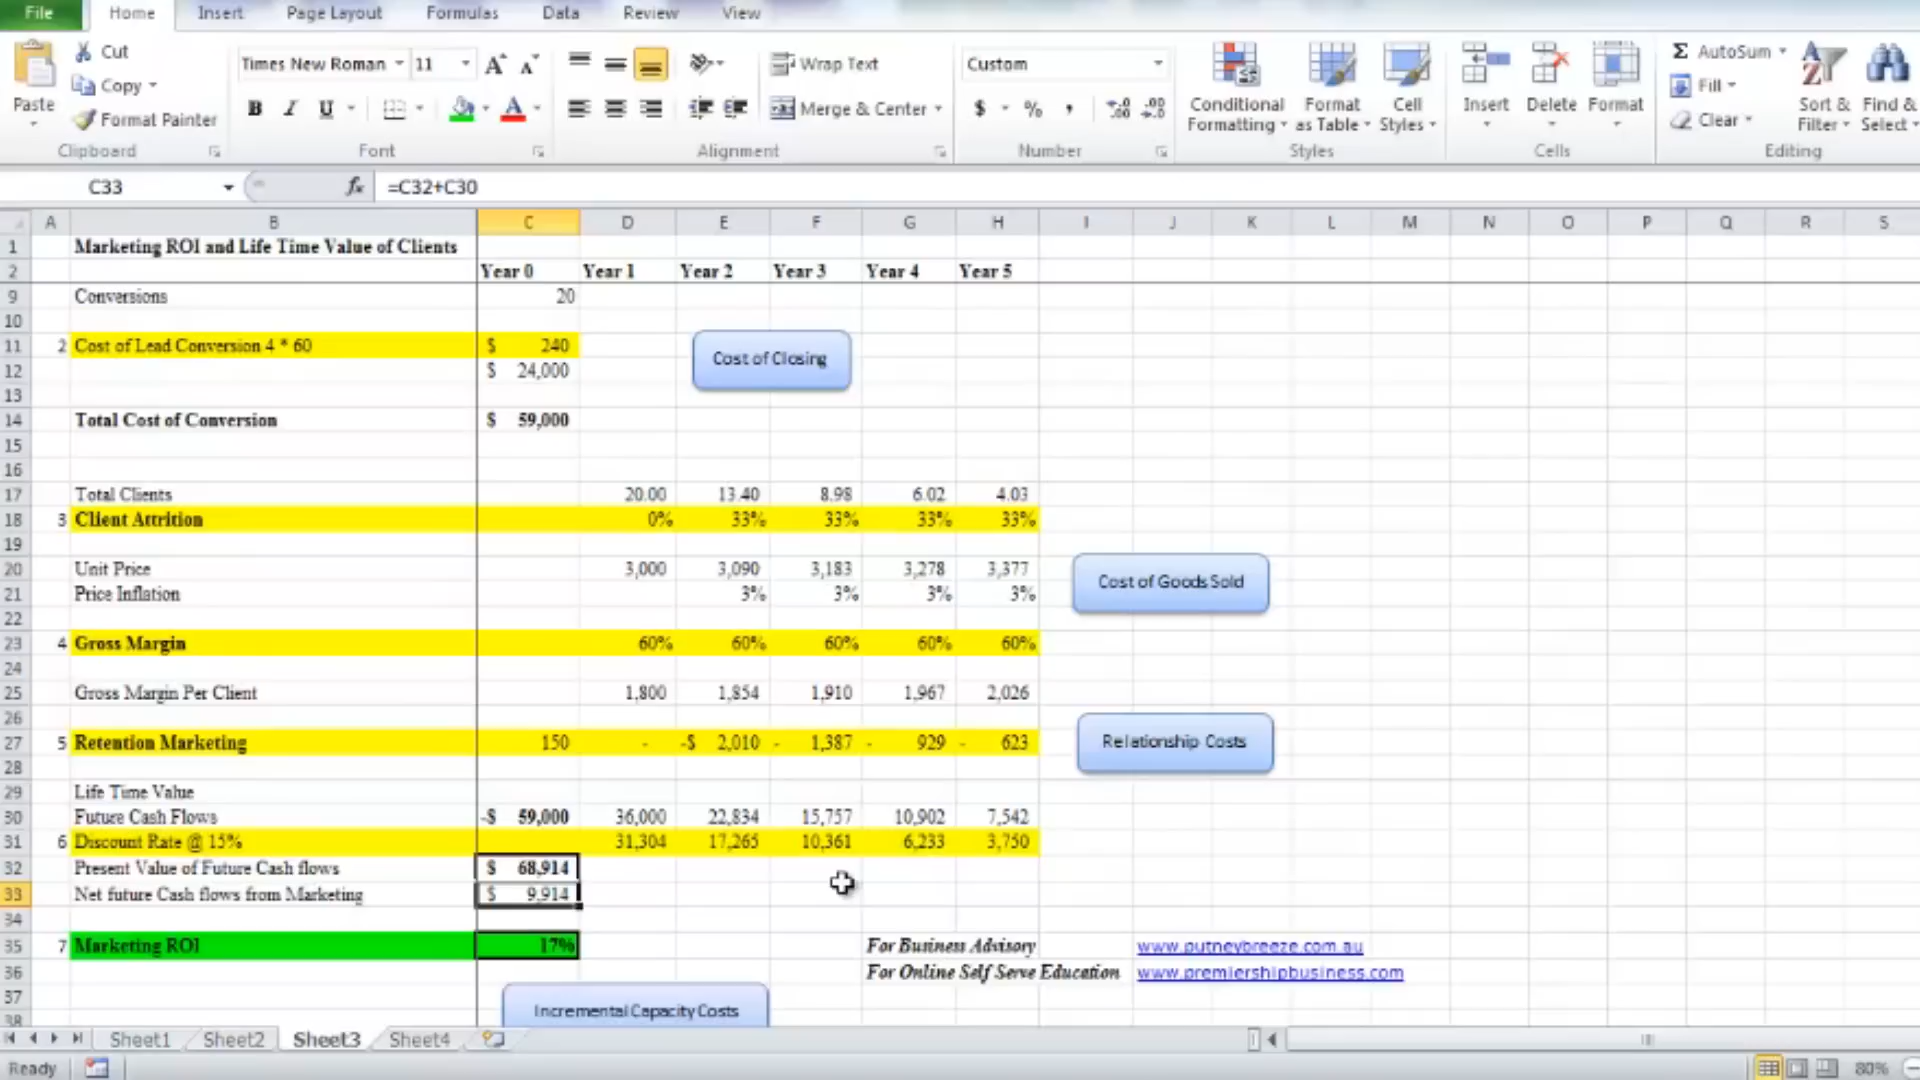 File Home Insert Page Layout Formulas Data Review View
Paste Cut Copy Format Painter Clipboard
Times New Roman 11 A A B I U A Font
Wrap Text Merge & Center Alignment
Custom $ % , .0 .00 .00 .0 Number
Conditional Formatting Format as Table Cell Styles Styles
Insert Delete Format Cells
Σ AutoSum Fill Clear Sort & Filter Find & Select Editing
C33 fx =C32+C30
A B C D E F G H I J K L M N O P Q R S
1 Marketing ROI and Life Time Value of Clients
2 Year 0 Year 1 Year 2 Year 3 Year 4 Year 5
9 Conversions 20
10
11 2 Cost of Lead Conversion 4 * 60 $ 240
Cost of Closing
12 $ 24,000
13
14 Total Cost of Conversion $ 59,000
15
16
17 Total Clients 20.00 13.40 8.98 6.02 4.03
18 3 Client Attrition 0% 33% 33% 33% 33%
19
20 Unit Price 3,000 3,090 3,183 3,278 3,377
Cost of Goods Sold
21 Price Inflation 3% 3% 3% 3%
22
23 4 Gross Margin 60% 60% 60% 60% 60%
24
25 Gross Margin Per Client 1,800 1,854 1,910 1,967 2,026
26
27 5 Retention Marketing 150 - -$ 2,010 - 1,387 - 929 - 623
Relationship Costs
28
29 Life Time Value
30 Future Cash Flows -$ 59,000 36,000 22,834 15,757 10,902 7,542
31 6 Discount Rate @ 15% 31,304 17,265 10,361 6,233 3,750
32 Present Value of Future Cash flows $ 68,914
33 Net future Cash flows from Marketing $ 9,914
34
35 7 Marketing ROI 17% For Business Advisory www.putneybreeze.com.au
36 For Online Self Serve Education www.premiershipbusiness.com
37
Incremental Capacity Costs
38
Sheet1 Sheet2 Sheet3 Sheet4
Ready 80%